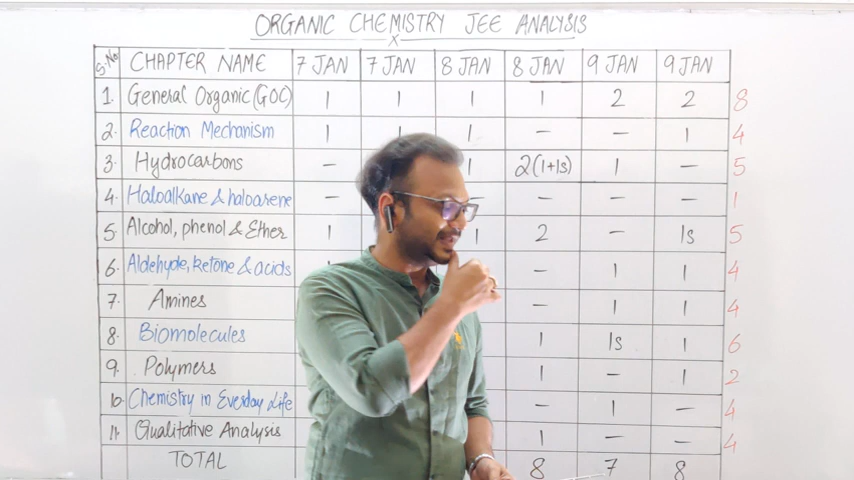 ORGANIC CHEMISTRY JEE ANALYSIS
x
S.No CHAPTER NAME 7 JAN 7 JAN 8 JAN 8 JAN 9 JAN 9 JAN
1. General Organic (GOC) 1 1 1 1 2 2 8
2. Reaction Mechanism 1 1 1 - - 1 4
3. Hydrocarbons - 1 2(1+1s) 1 - 5
4. Haloalkane & haloarene - - - - - 1
5. Alcohol, phenol & Ether 1 1 2 - 1s 5
6. Aldehyde, ketone & acids - 1 1 4
7. Amines - 1 1 4
8. Biomolecules 1 1s 1 6
9. Polymers 1 - 1 2
10. Chemistry in Everday Life - 1 - 4
11. Qualitative Analysis 1 - - 4
TOTAL 8 7 8